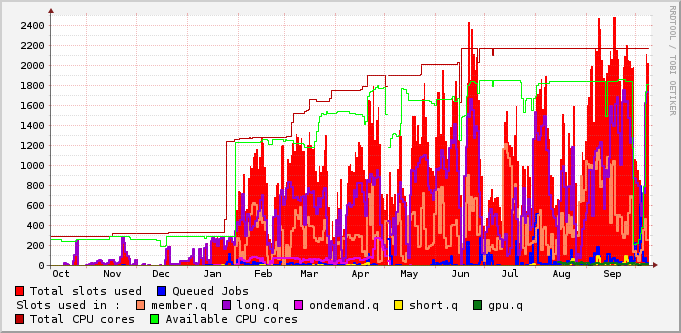 2400
2200
2000
1800
1600
1400
1200
1000
800
600
400
200
0
Oct Nov Dec Jan Feb Mar Apr May Jun Jul Aug Sep
RRDTOOL / TOBI OETIKER
Total slots used Queued Jobs
Slots used in : member.q long.q ondemand.q short.q gpu.q
Total CPU cores Available CPU cores